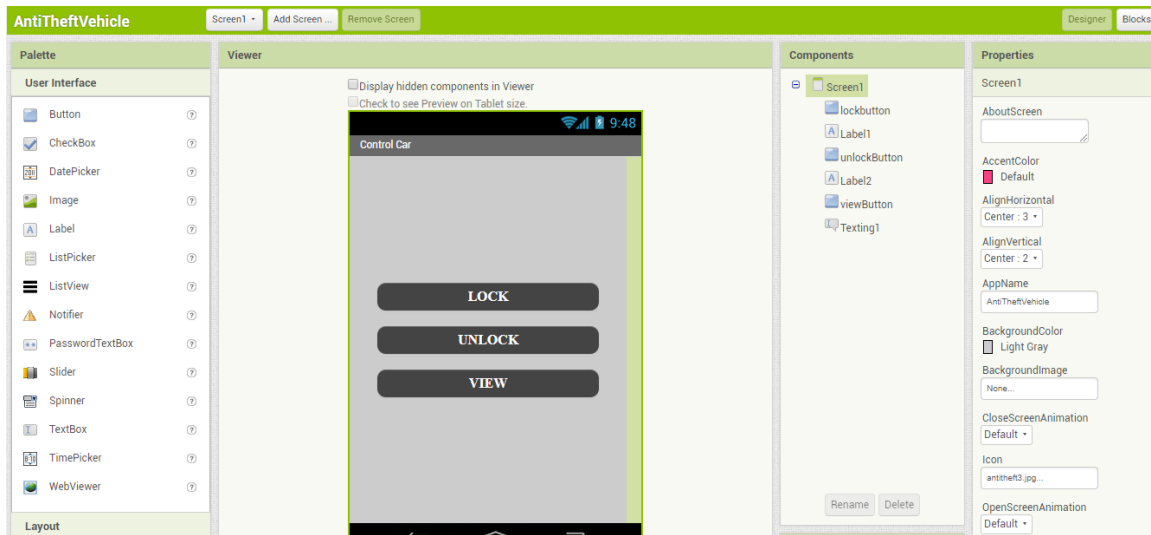 AntiTheftVehicle
Screen1
Add Screen ...
Remove Screen
Designer
Blocks
Palette
User Interface
Button
CheckBox
DatePicker
Image
Label
ListPicker
ListView
Notifier
PasswordTextBox
Slider
Spinner
TextBox
TimePicker
WebViewer
Layout
Viewer
Display hidden components in Viewer
Check to see Preview on Tablet size.
9:48
Control Car
LOCK
UNLOCK
VIEW
Components
Screen1
lockbutton
Label1
unlockButton
Label2
viewButton
Texting1
Rename
Delete
Properties
Screen1
AboutScreen
AccentColor
Default
AlignHorizontal
Center : 3
AlignVertical
Center : 2
AppName
AntiTheftVehicle
BackgroundColor
Light Gray
BackgroundImage
None...
CloseScreenAnimation
Default
Icon
antitheft3.jpg...
OpenScreenAnimation
Default